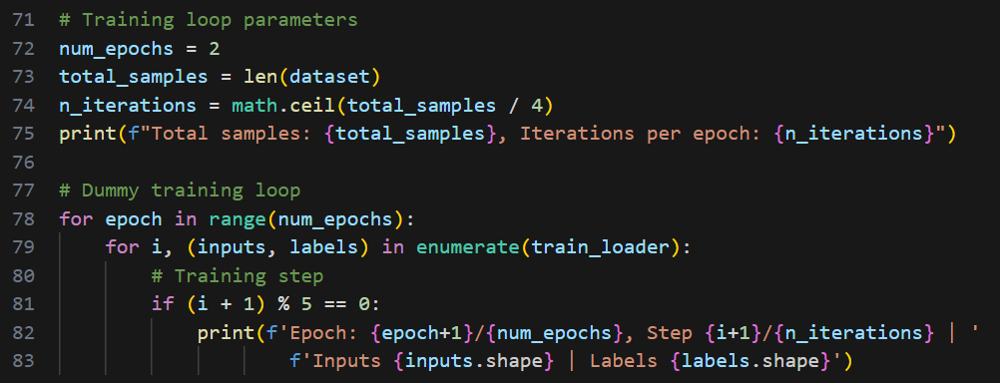 71 # Training loop parameters
72 num_epochs = 2
73 total_samples = len(dataset)
74 n_iterations = math.ceil(total_samples / 4)
75 print(f"Total samples: {total_samples}, Iterations per epoch: {n_iterations}")
76
77 # Dummy training loop
78 for epoch in range(num_epochs):
79     for i, (inputs, labels) in enumerate(train_loader):
80         # Training step
81         if (i + 1) % 5 == 0:
82             print(f'Epoch: {epoch+1}/{num_epochs}, Step {i+1}/{n_iterations} | '
83                     f'Inputs {inputs.shape} | Labels {labels.shape}')